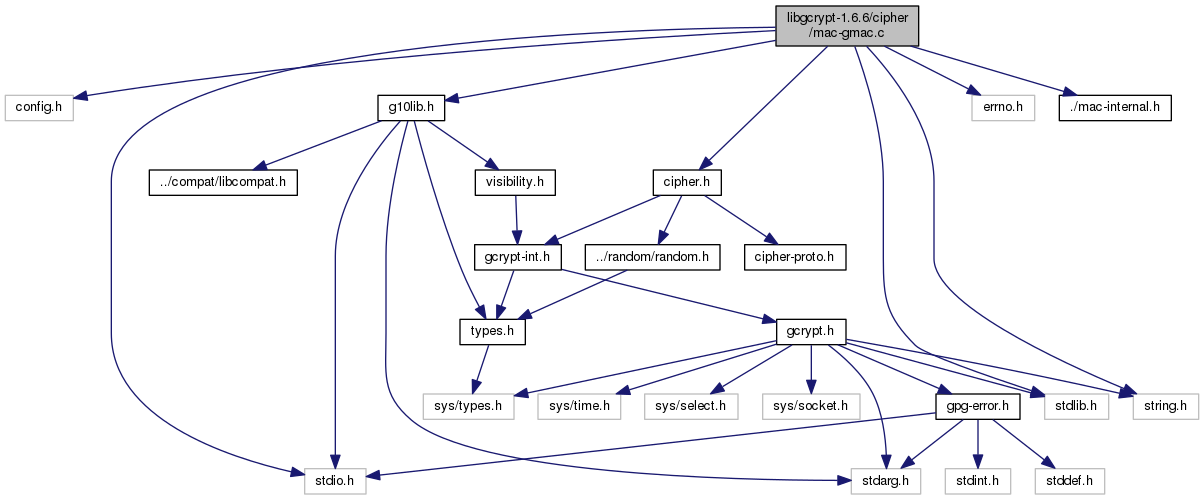 libgcrypt-1.6.6/cipher
/mac-gmac.c
config.h
g10lib.h
errno.h
./mac-internal.h
../compat/libcompat.h
visibility.h
cipher.h
gcrypt-int.h
../random/random.h
cipher-proto.h
types.h
gcrypt.h
sys/types.h
sys/time.h
sys/select.h
sys/socket.h
gpg-error.h
stdlib.h
string.h
stdio.h
stdarg.h
stdint.h
stddef.h